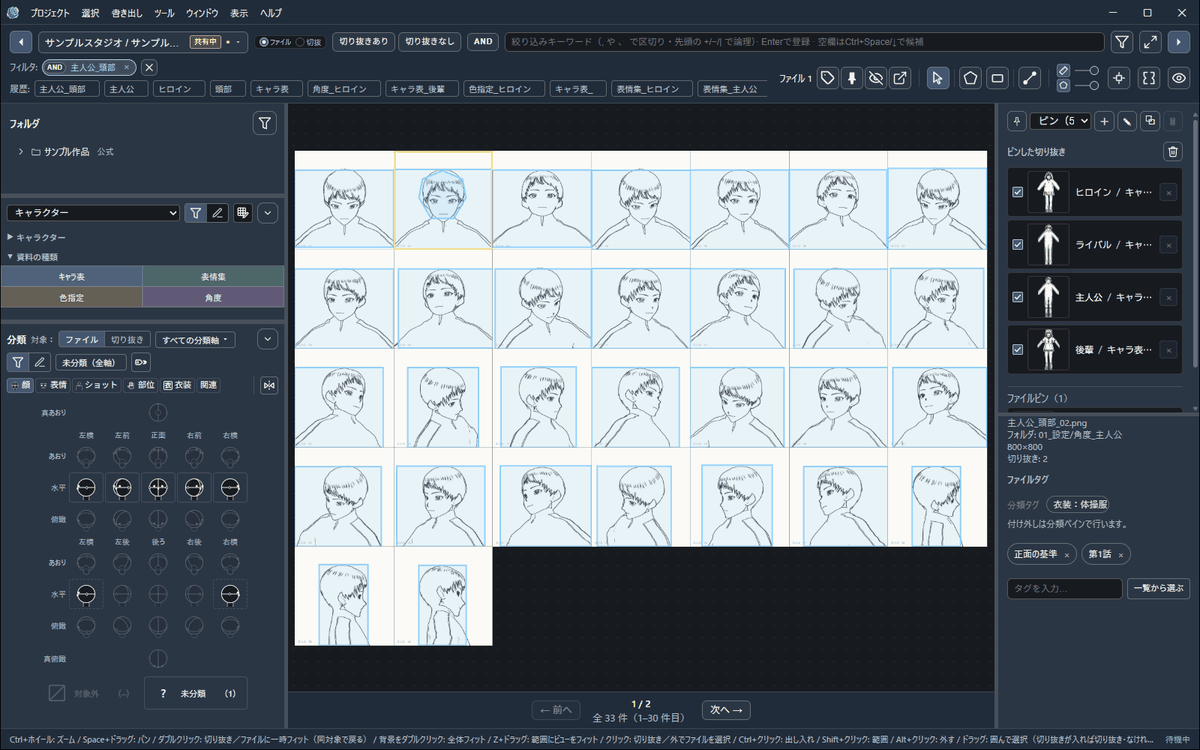 プロジェクト 選択 書き出し ツール ウィンドウ 表示 ヘルプ
サンプルスタジオ / サンプル... 共有中 ファイル 切抜 切り抜きあり 切り抜きなし AND 絞り込みキーワード（, や 、 で区切り・先頭の +/−/| で論理）· Enterで登録 · 空欄はCtrl+Space/↓で候補
フィルタ: AND 主人公_頭部 ×
履歴: 主人公_頭部 主人公 ヒロイン 頭部 キャラ表 角度_ヒロイン キャラ表_後輩 色指定_ヒロイン キャラ表_ 表情集_ヒロイン 表情集_主人公
ファイル 1
フォルダ
サンプル作品 公式
キャラクター
キャラクター
資料の種類
キャラ表 表情集
色指定 角度
分類 対象： ファイル 切り抜き すべての分類軸
未分類（全軸）
顔 表情 ショット 部位 衣装 関連
真あおり
左横 左前 正面 右前 右横
あおり
水平
俯瞰
左横 左後 後ろ 右後 右横
あおり
水平
俯瞰
真俯瞰
対象外 (–) ? 未分類 (1)
← 前へ 1 / 2 次へ →
全 33 件（1–30 件目）
ピン (5
ピンした切り抜き
ヒロイン / キャ… ×
ライバル / キャ… ×
主人公 / キャラ… ×
後輩 / キャラ表… ×
ファイルピン（1）
主人公_頭部_02.png
フォルダ: 01_設定/角度_主人公
800×800
切り抜き: 2
ファイルタグ
分類タグ 衣装：体操服
付け外しは分類ペインで行います。
正面の基準 × 第1話 ×
タグを入力... 一覧から選ぶ
Ctrl+ホイール: ズーム / Space+ドラッグ: パン / ダブルクリック: 切り抜き／ファイルに一時フィット（同対象で戻る） / 背景をダブルクリック: 全体フィット / Z+ドラッグ: 範囲にビューをフィット / クリック: 切り抜き／外でファイルを選択 / Ctrl+クリック: 出し入れ / Shift+クリック: 範囲 / Alt+クリック: 外す / ドラッグ: 囲んで選択（切り抜きが入れば切り抜き·なけれ... 待機中